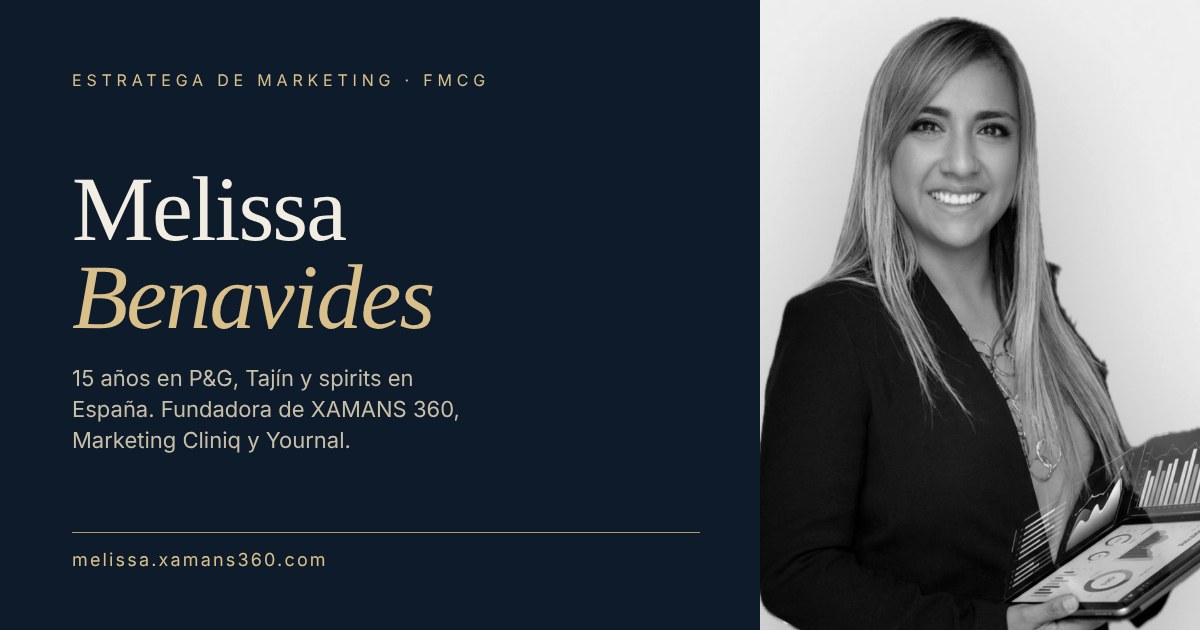 ESTRATEGA DE MARKETING · FMCG
Melissa
Benavides
15 años en P&G, Tajín y spirits en
España. Fundadora de XAMANS 360,
Marketing Cliniq y Yournal.
melissa.xamans360.com